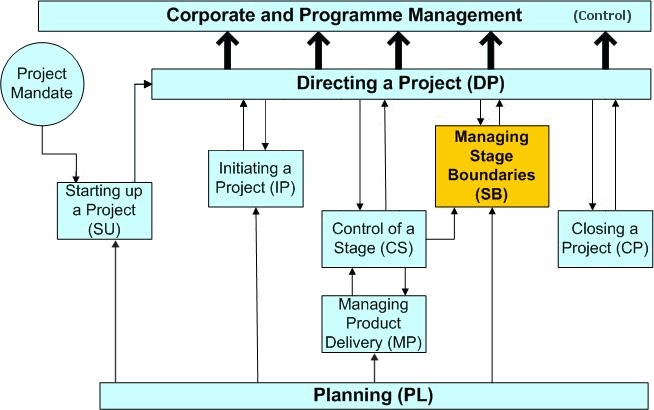 Corporate and Programme Management (Control)
Project
Mandate
Directing a Project (DP)
Starting up
a Project
(SU)
Initiating a
Project (IP)
Control of a
Stage (CS)
Managing
Stage
Boundaries
(SB)
Closing a
Project (CP)
Managing
Product
Delivery (MP)
Planning (PL)